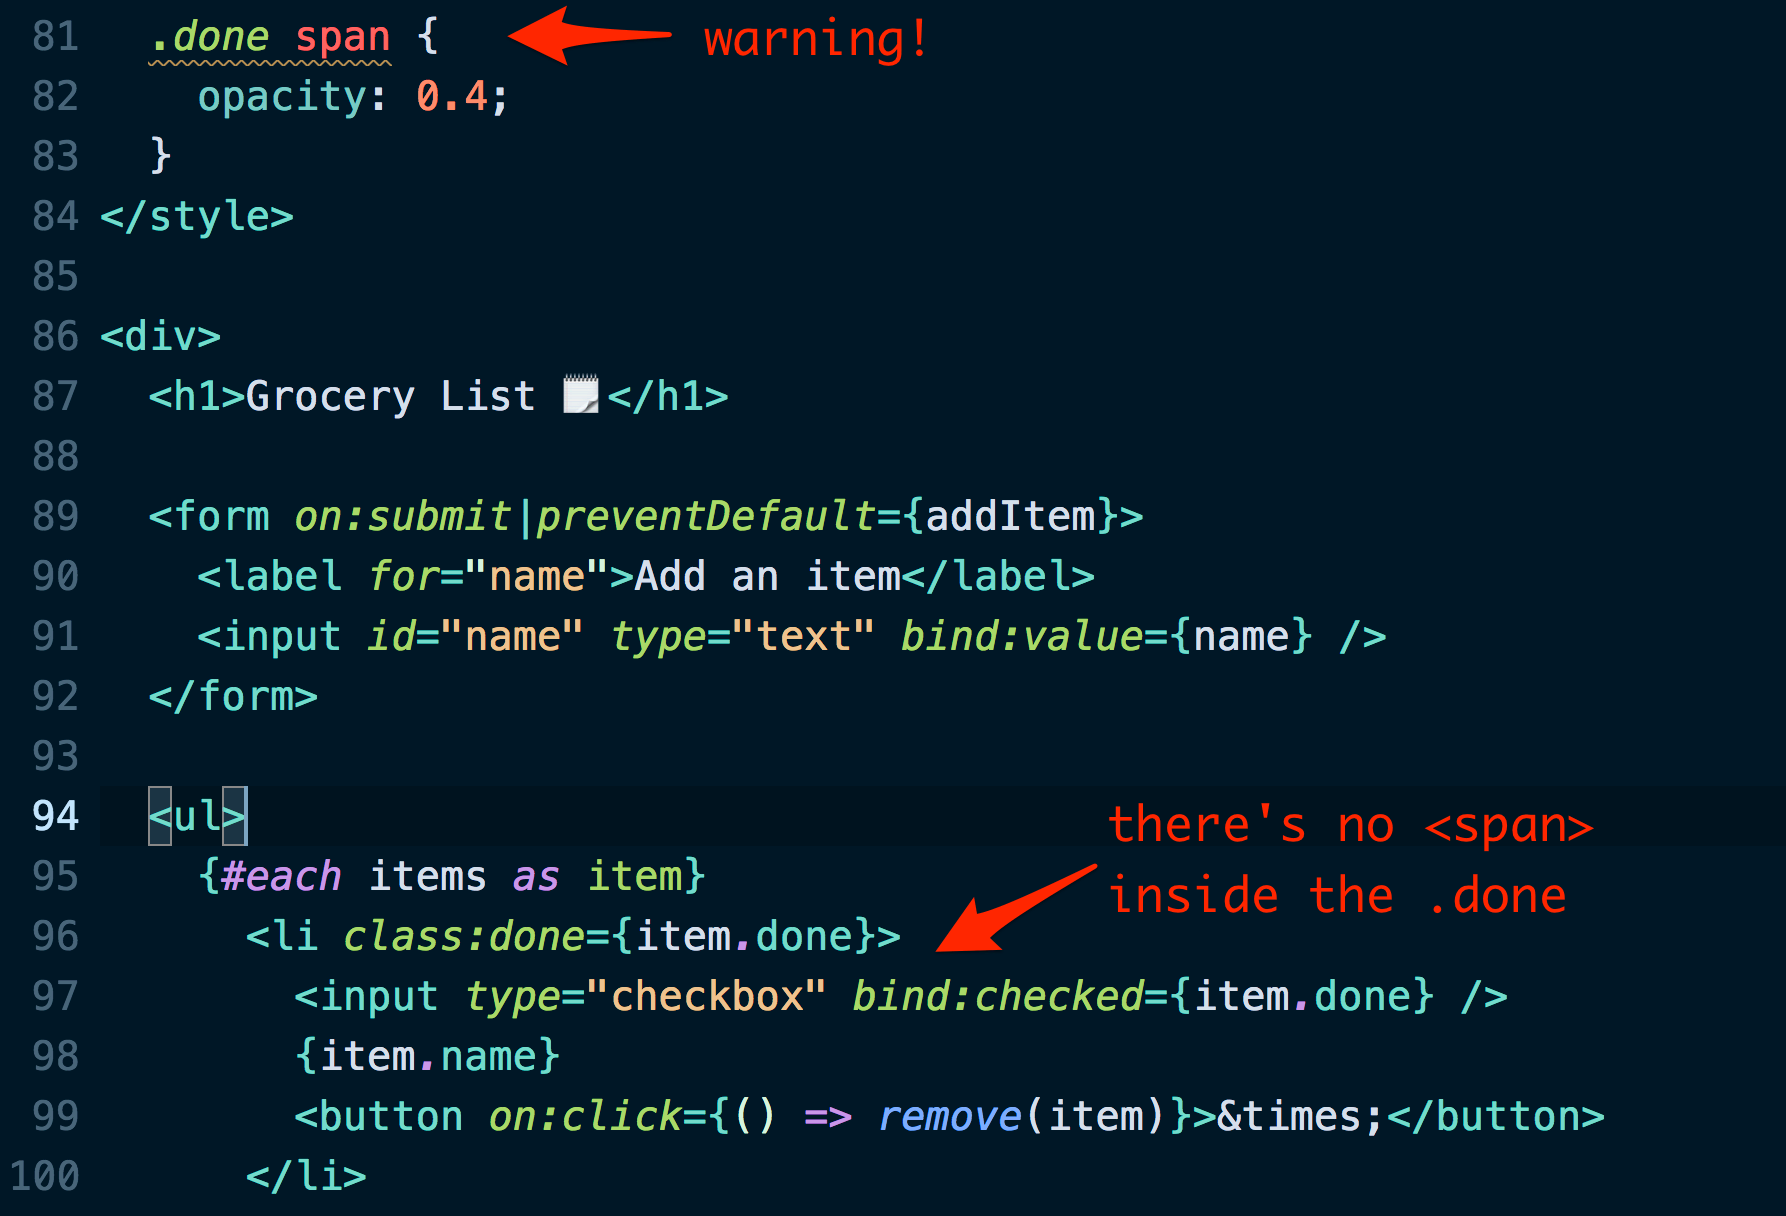 81 .done span { warning!
82 opacity: 0.4;
83 }
84 </style>
85
86 <div>
87 <h1>Grocery List 🗒</h1>
88
89 <form on:submit|preventDefault={addItem}>
90 <label for="name">Add an item</label>
91 <input id="name" type="text" bind:value={name} />
92 </form>
93
94 <ul>
there's no <span>
95 {#each items as item}
inside the .done
96 <li class:done={item.done}>
97 <input type="checkbox" bind:checked={item.done} />
98 {item.name}
99 <button on:click={() => remove(item)}>&times;</button>
100 </li>